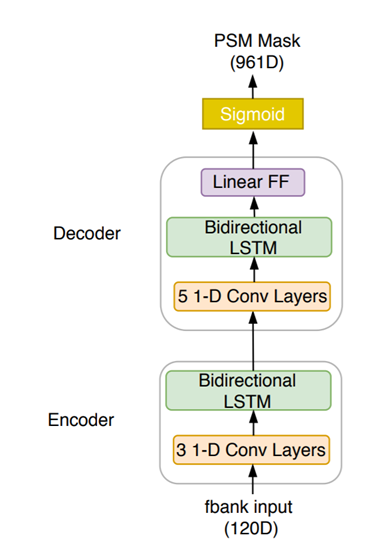 PSM Mask
(961D)
Sigmoid
Linear FF
Decoder
Bidirectional
LSTM
5 1-D Conv Layers
Bidirectional
LSTM
Encoder
3 1-D Conv Layers
fbank input
(120D)